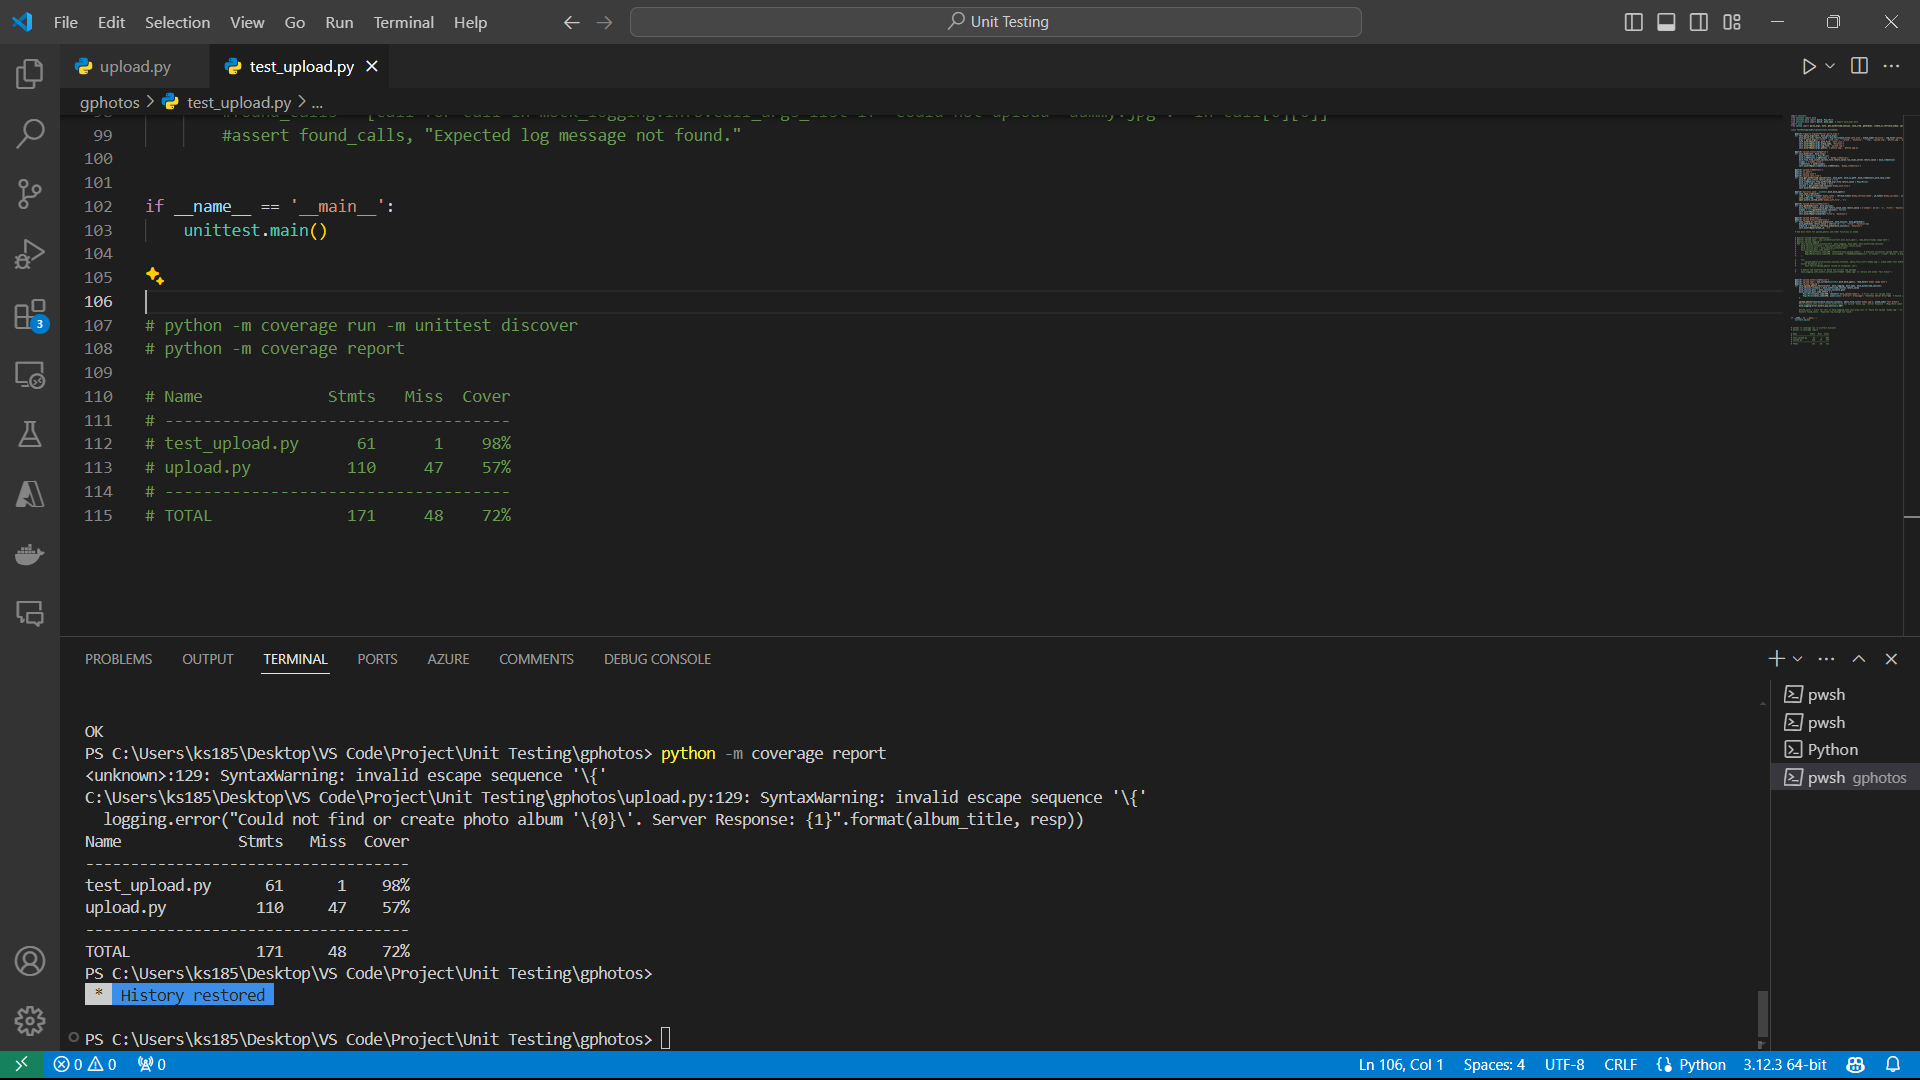 File Edit Selection View Go Run Terminal Help
Unit Testing
upload.py
test_upload.py
gphotos > test_upload.py > ...
99 #assert found_calls, "Expected log message not found."
100
101
102 if __name__ == '__main__':
103 unittest.main()
104
105
106
107 # python -m coverage run -m unittest discover
108 # python -m coverage report
109
110 # Name Stmts Miss Cover
111 # ------------------------------------
112 # test_upload.py 61 1 98%
113 # upload.py 110 47 57%
114 # ------------------------------------
115 # TOTAL 171 48 72%
3
PROBLEMS OUTPUT TERMINAL PORTS AZURE COMMENTS DEBUG CONSOLE
pwsh
pwsh
Python
pwsh gphotos
OK
PS C:\Users\ks185\Desktop\VS Code\Project\Unit Testing\gphotos> python -m coverage report
<unknown>:129: SyntaxWarning: invalid escape sequence '\{'
C:\Users\ks185\Desktop\VS Code\Project\Unit Testing\gphotos\upload.py:129: SyntaxWarning: invalid escape sequence '\{'
logging.error("Could not find or create photo album '\{0}\'. Server Response: {1}".format(album_title, resp))
Name Stmts Miss Cover
------------------------------------
test_upload.py 61 1 98%
upload.py 110 47 57%
------------------------------------
TOTAL 171 48 72%
PS C:\Users\ks185\Desktop\VS Code\Project\Unit Testing\gphotos>
* History restored
PS C:\Users\ks185\Desktop\VS Code\Project\Unit Testing\gphotos>
0 0 0 Ln 106, Col 1 Spaces: 4 UTF-8 CRLF Python 3.12.3 64-bit